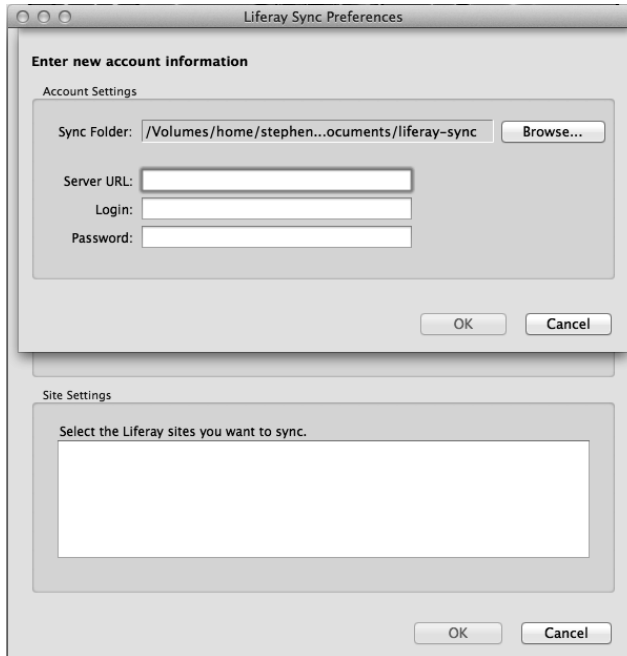 Liferay Sync Preferences
Enter new account information
Account Settings
Sync Folder: /Volumes/home/stephen...ocuments/liferay-sync Browse...
Server URL:
Login:
Password:
OK Cancel
Site Settings
Select the Liferay sites you want to sync.
OK Cancel